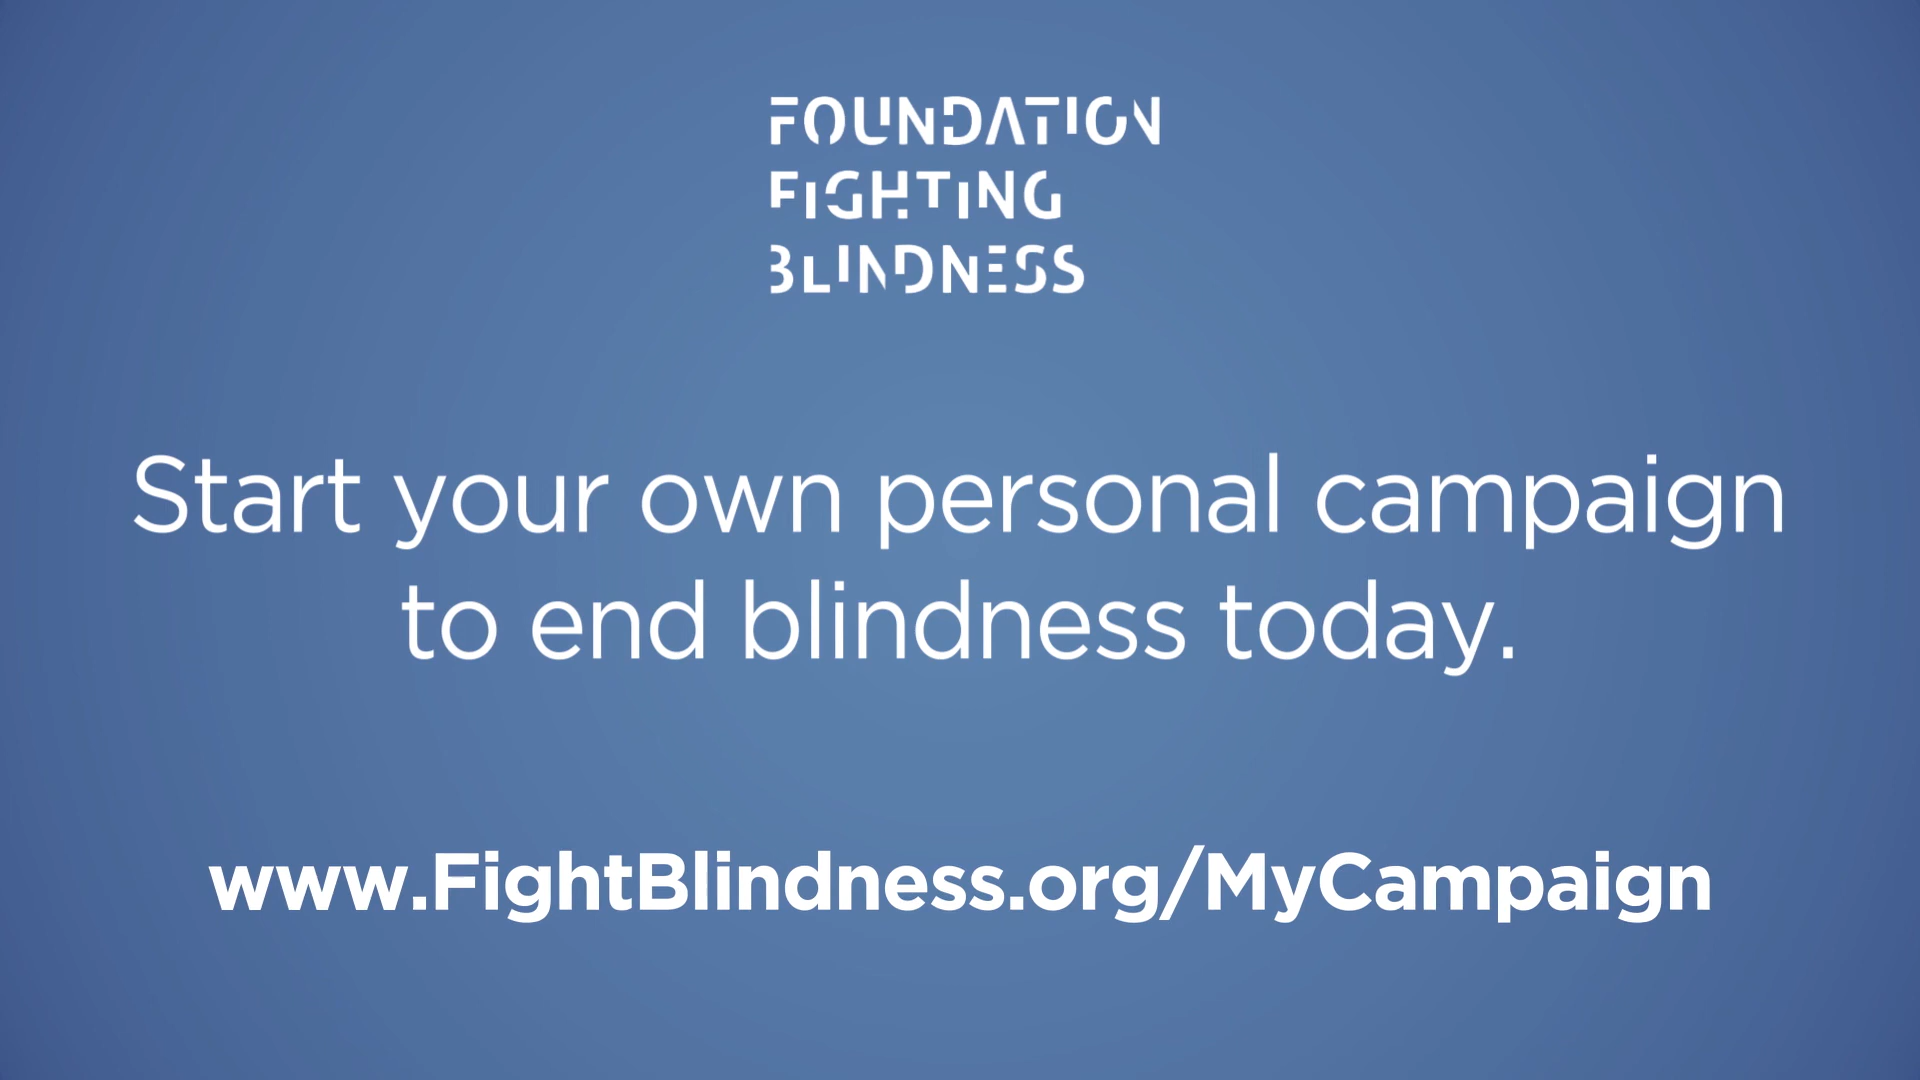 FOUNDATION
FIGHTING
BLINDNESS
Start your own personal campaign
to end blindness today.
www.FightBlindness.org/MyCampaign